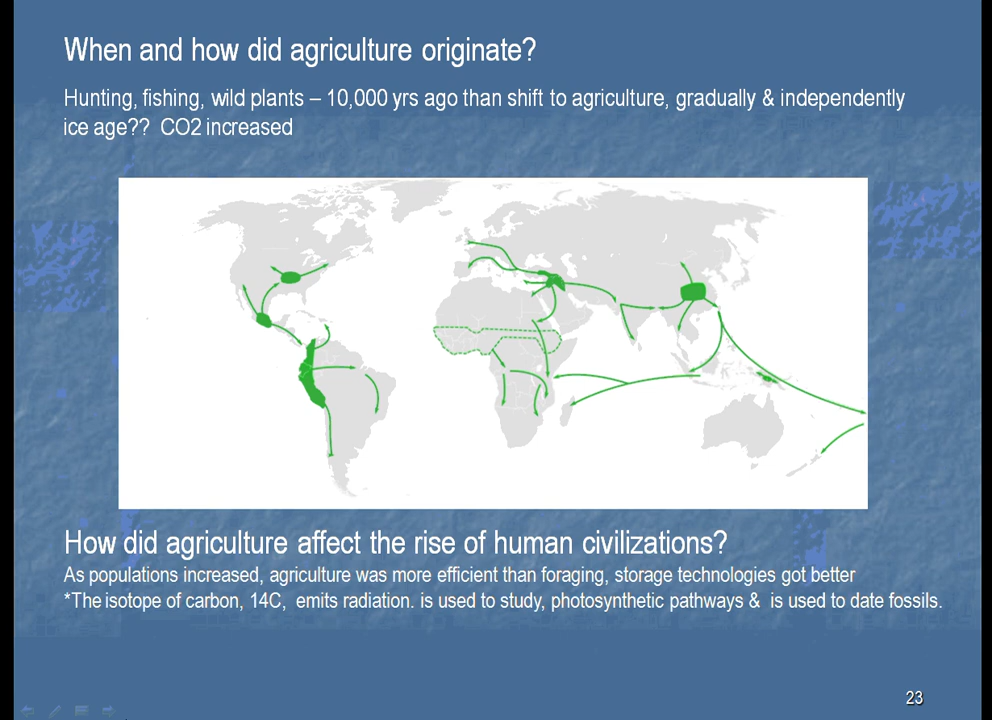 When and how did agriculture originate?
Hunting, fishing, wild plants – 10,000 yrs ago than shift to agriculture, gradually & independently
ice age?? CO2 increased
How did agriculture affect the rise of human civilizations?
As populations increased, agriculture was more efficient than foraging, storage technologies got better
*The isotope of carbon, 14C, emits radiation. is used to study, photosynthetic pathways & is used to date fossils.
23